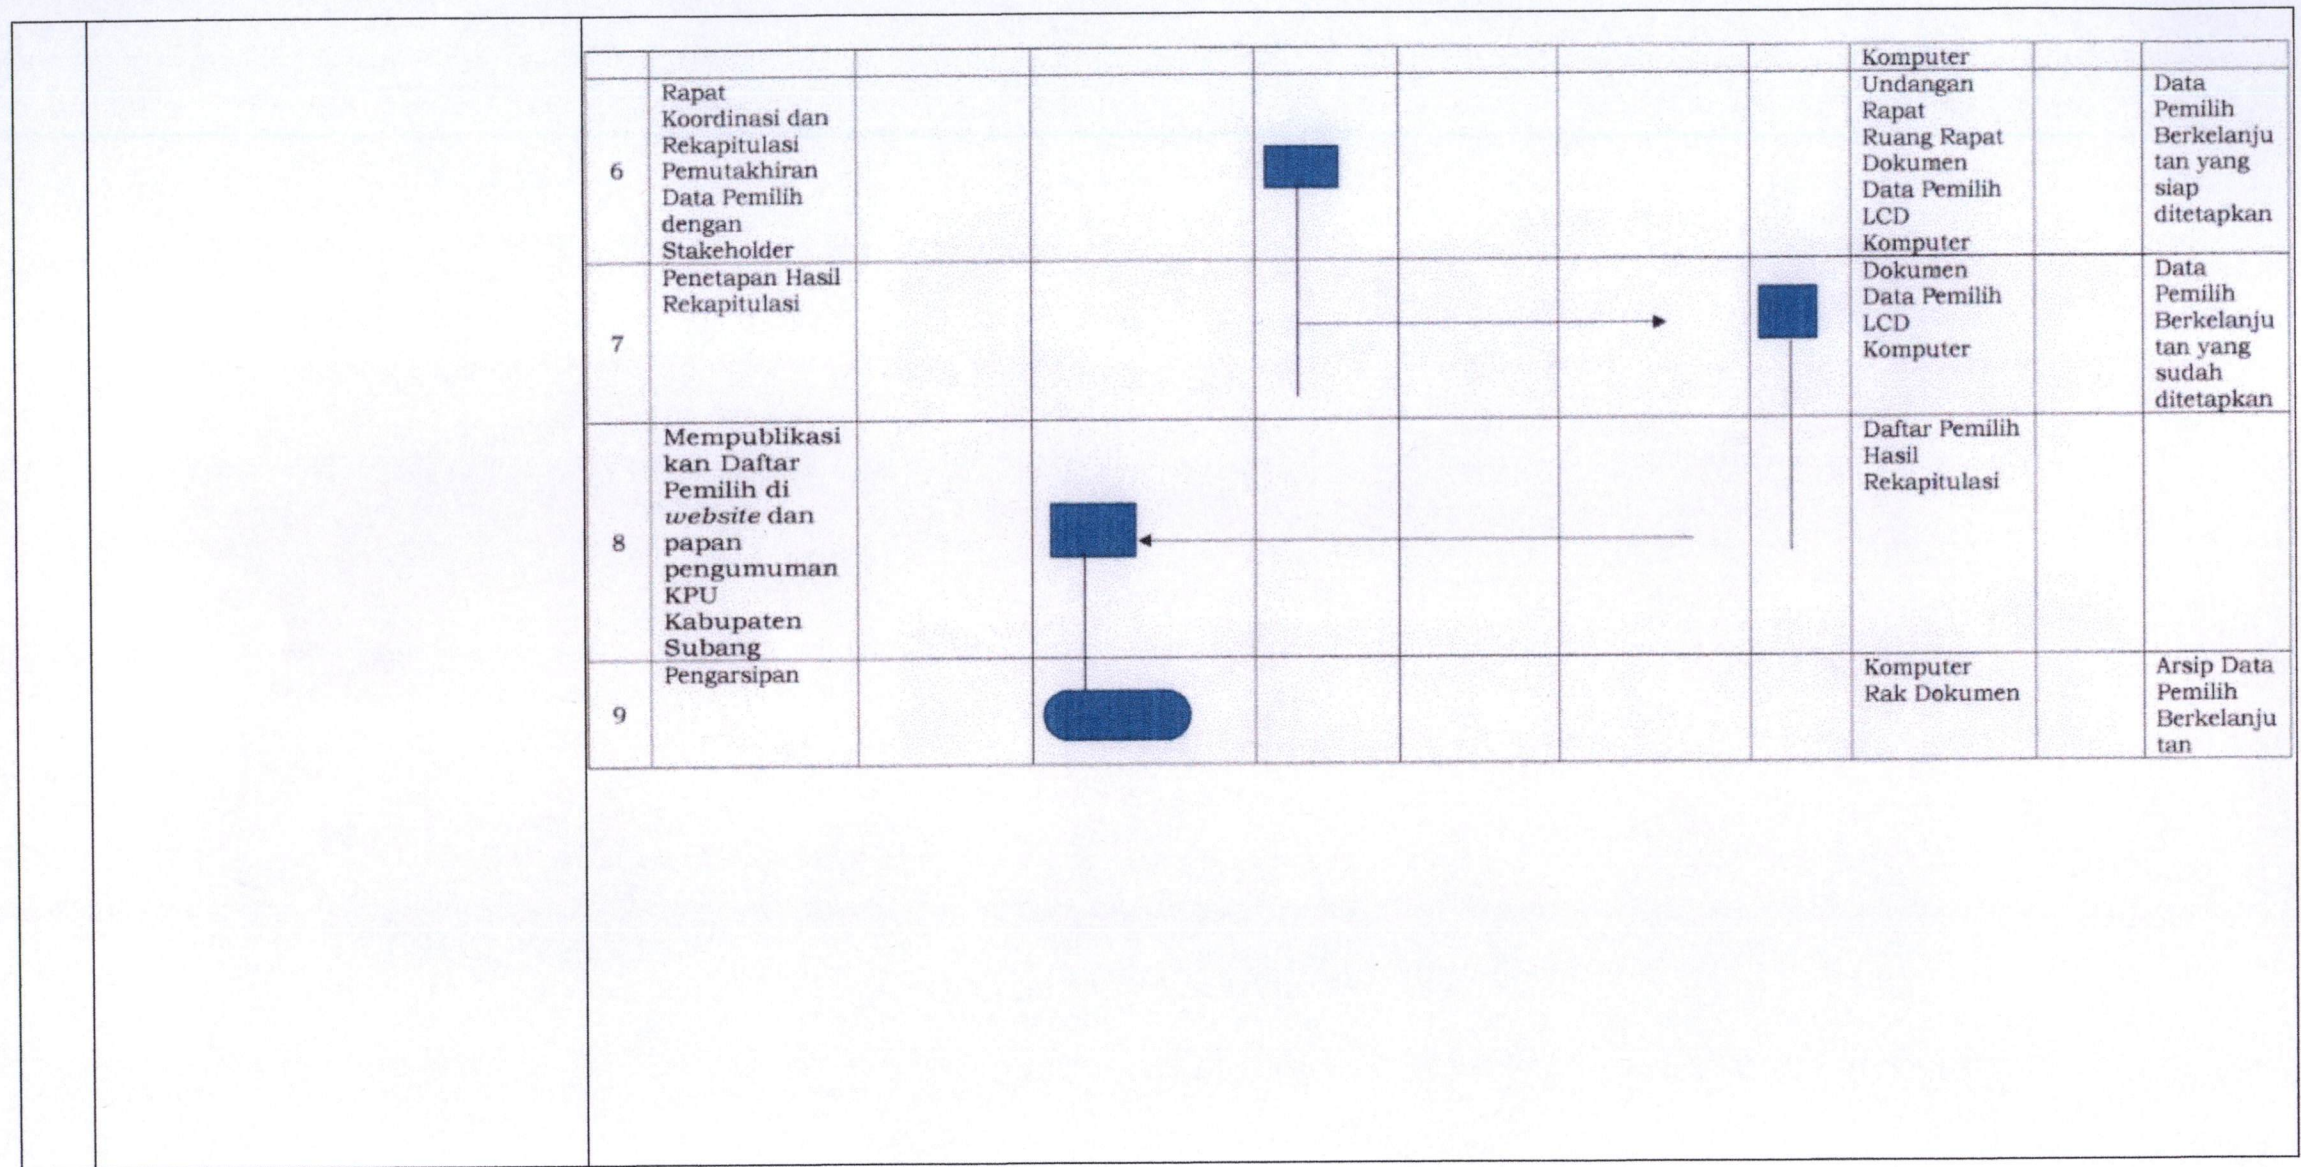 Komputer
6
Rapat
Koordinasi dan
Rekapitulasi
Pemutakhiran
Data Pemilih
dengan
Stakeholder
Undangan
Rapat
Ruang Rapat
Dokumen
Data Pemilih
LCD
Komputer
Data
Pemilih
Berkelanju
tan yang
siap
ditetapkan
7
Penetapan Hasil
Rekapitulasi
Dokumen
Data Pemilih
LCD
Komputer
Data
Pemilih
Berkelanju
tan yang
sudah
ditetapkan
8
Mempublikasi
kan Daftar
Pemilih di
website dan
papan
pengumuman
KPU
Kabupaten
Subang
Daftar Pemilih
Hasil
Rekapitulasi
9
Pengarsipan
Komputer
Rak Dokumen
Arsip Data
Pemilih
Berkelanju
tan